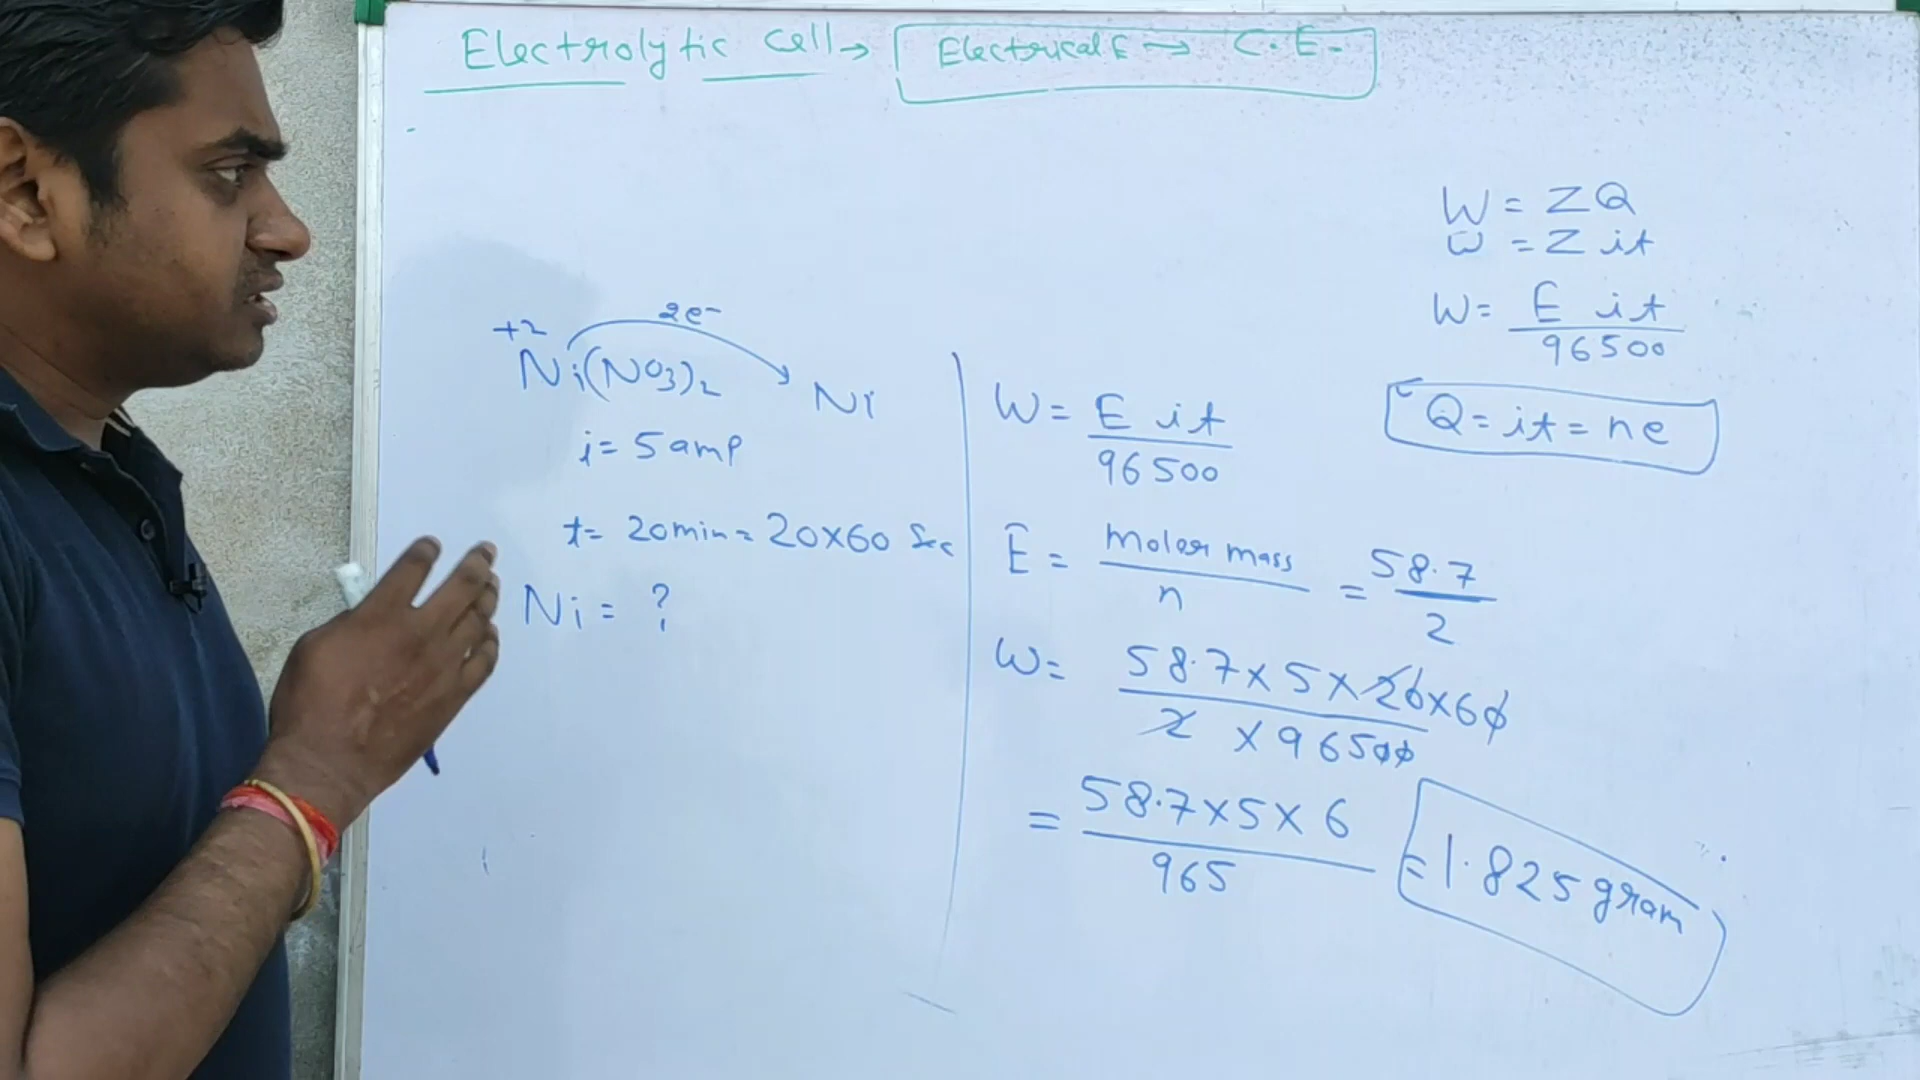 Electrolytic Cell → Electrical E → C.E.
W = ZQ
W = Z it
W = E it / 96500
Q = it = ne
+2 2e⁻
Ni(NO3)2 Ni
i = 5 amp
t = 20 min = 20x60 Sec
Ni = ?
W = E it / 96500
E = molar mass / n = 58.7 / 2
W = 58.7 x 5 x 20 x 60 / 2 x 96500
= 58.7 x 5 x 6 / 965 = 1.825 gram